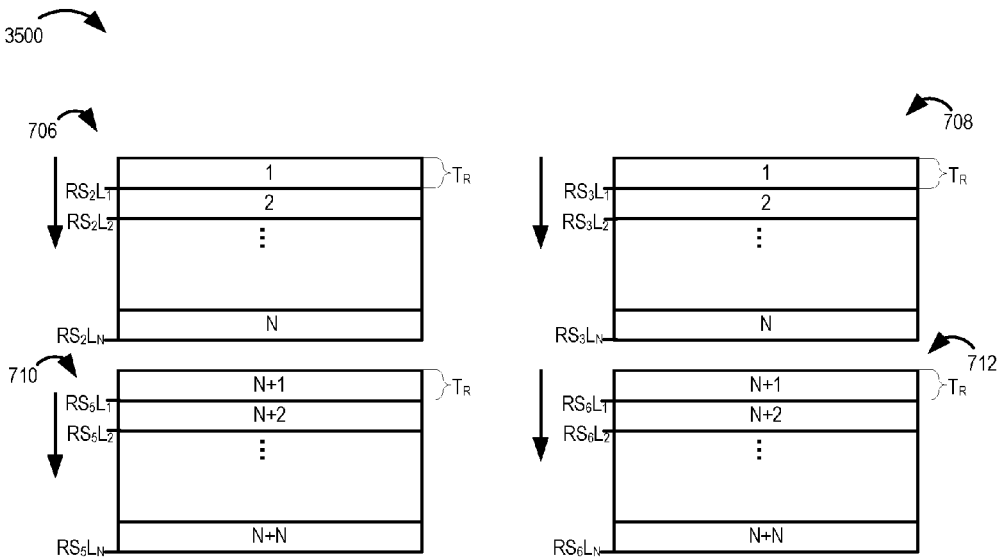 3500
706
708
1
T_R
1
T_R
RS₂L₁
2
RS₃L₁
2
RS₂L₂
⋮
RS₃L₂
⋮
N
N
RS₂L_N
RS₃L_N
710
712
N+1
T_R
N+1
T_R
RS₅L₁
N+2
RS₆L₁
N+2
RS₅L₂
⋮
RS₆L₂
⋮
N+N
N+N
RS₅L_N
RS₆L_N